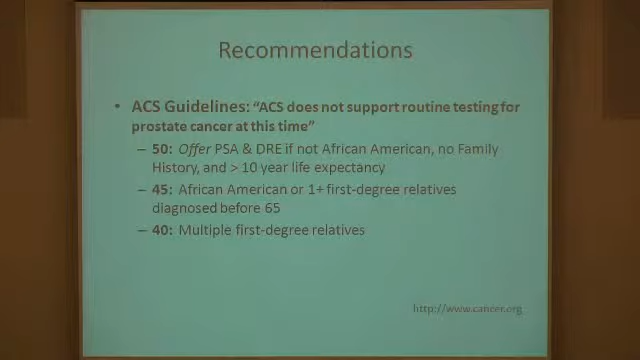 Recommendations
• ACS Guidelines: "ACS does not support routine testing for
prostate cancer at this time"
– 50: Offer PSA & DRE if not African American, no Family
History, and > 10 year life expectancy
– 45: African American or 1+ first-degree relatives
diagnosed before 65
– 40: Multiple first-degree relatives
http://www.cancer.org